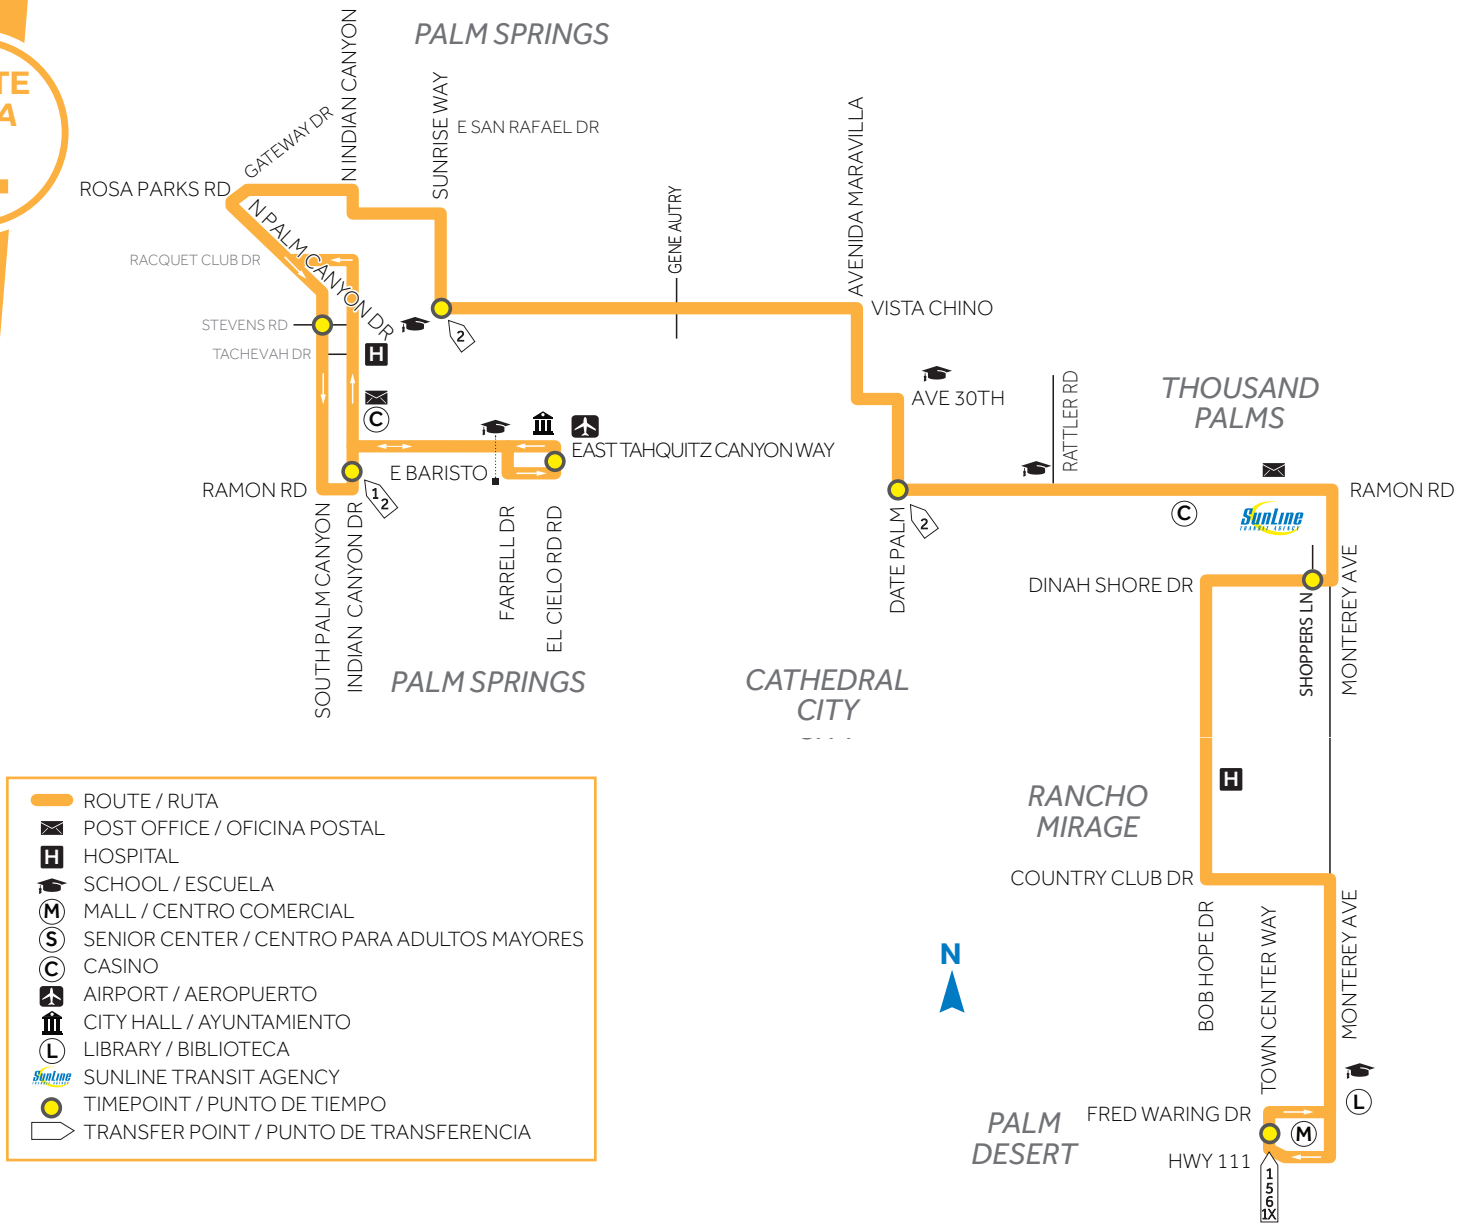 PALM SPRINGS
N INDIAN CANYON
SUNRISE WAY
E SAN RAFAEL DR
GATEWAY DR
ROSA PARKS RD
N PALM CANYON DR
RACQUET CLUB DR
STEVENS RD
TACHEVAH DR
H
C
2
GENE AUTRY
AVENIDA MARAVILLA
VISTA CHINO
AVE 30TH
RATTLER RD
THOUSAND
PALMS
EAST TAHQUITZ CANYON WAY
E BARISTO
RAMON RD
1
2
SOUTH PALM CANYON
INDIAN CANYON DR
FARRELL DR
EL CIELO RD RD
PALM SPRINGS
DATE PALM
2
C
SunLine
TRANSIT AGENCY
RAMON RD
DINAH SHORE DR
SHOPPERS LN
MONTEREY AVE
CATHEDRAL
CITY
RANCHO
MIRAGE
H
COUNTRY CLUB DR
BOB HOPE DR
TOWN CENTER WAY
MONTEREY AVE
N
L
FRED WARING DR
M
HWY 111
PALM
DESERT
1
5
6
1X
ROUTE / RUTA
POST OFFICE / OFICINA POSTAL
H HOSPITAL
SCHOOL / ESCUELA
M MALL / CENTRO COMERCIAL
S SENIOR CENTER / CENTRO PARA ADULTOS MAYORES
C CASINO
AIRPORT / AEROPUERTO
CITY HALL / AYUNTAMIENTO
L LIBRARY / BIBLIOTECA
SunLine SUNLINE TRANSIT AGENCY
TIMEPOINT / PUNTO DE TIEMPO
TRANSFER POINT / PUNTO DE TRANSFERENCIA